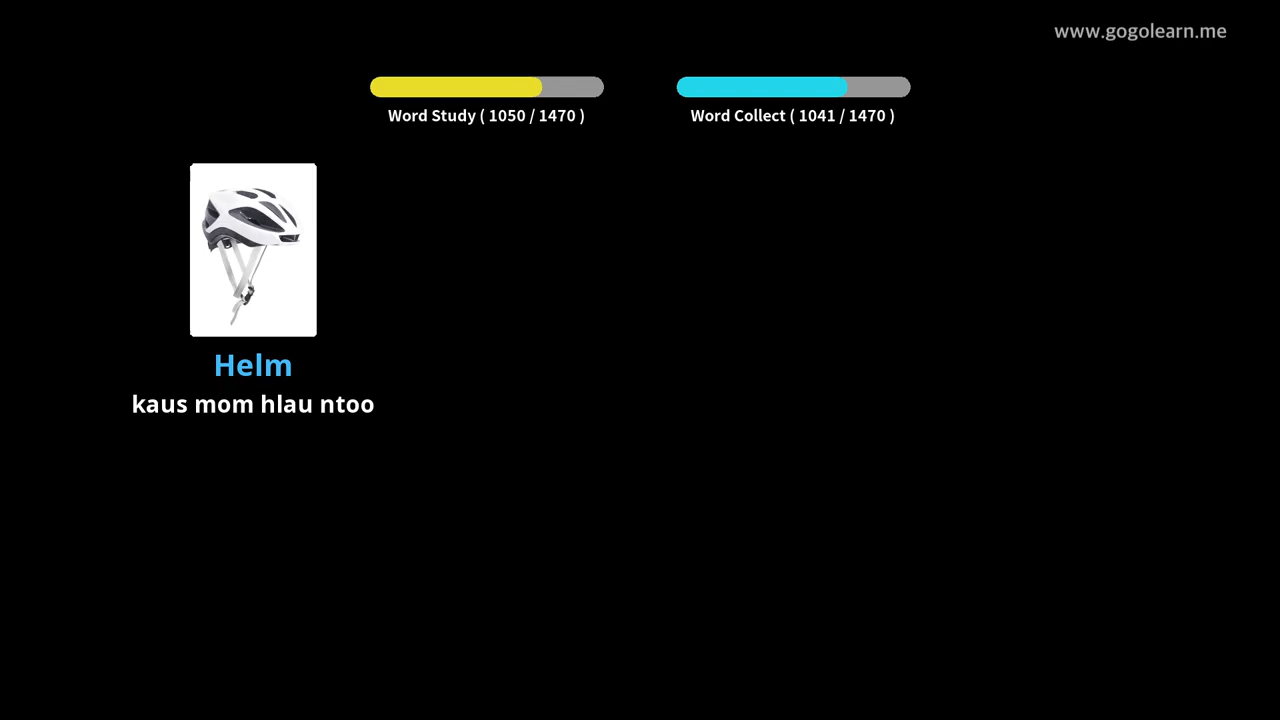 www.gogolearn.me
Word Study ( 1050 / 1470 )
Word Collect ( 1041 / 1470 )
Helm
kaus mom hlau ntoo